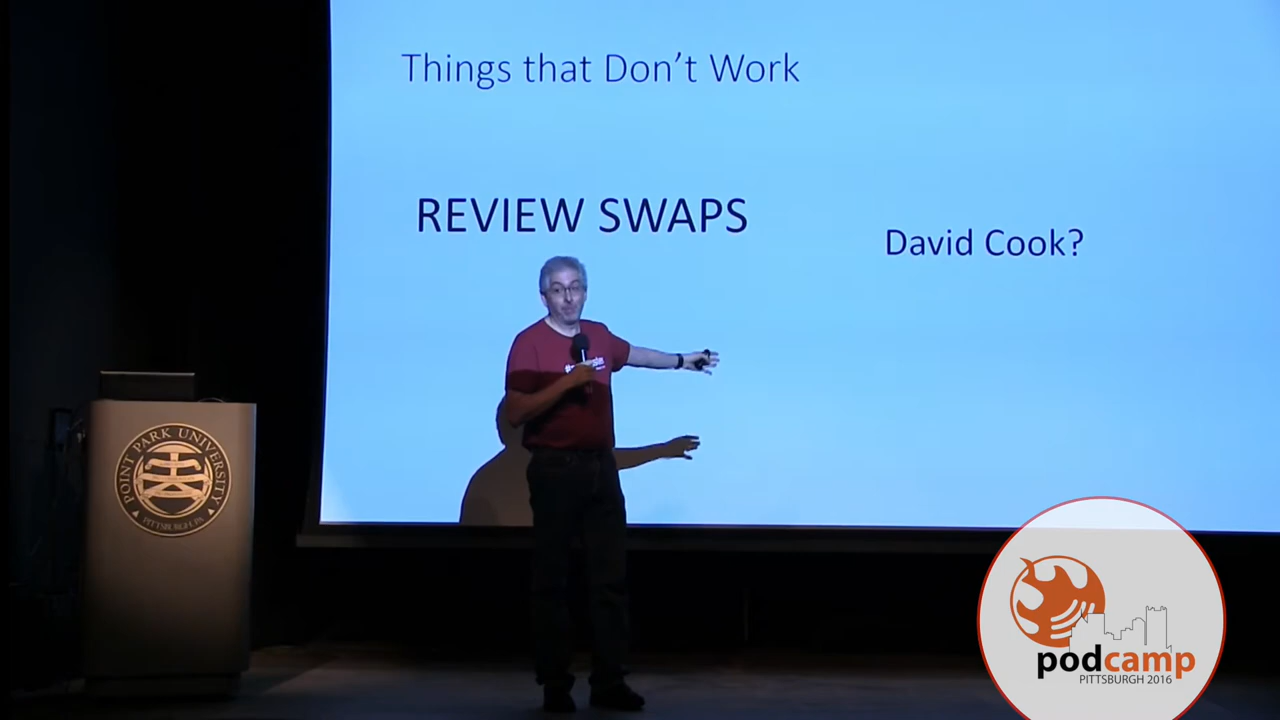 Things that Don't Work
REVIEW SWAPS
David Cook?
POINT PARK UNIVERSITY
PITTSBURGH, PA
podcamp
PITTSBURGH 2016